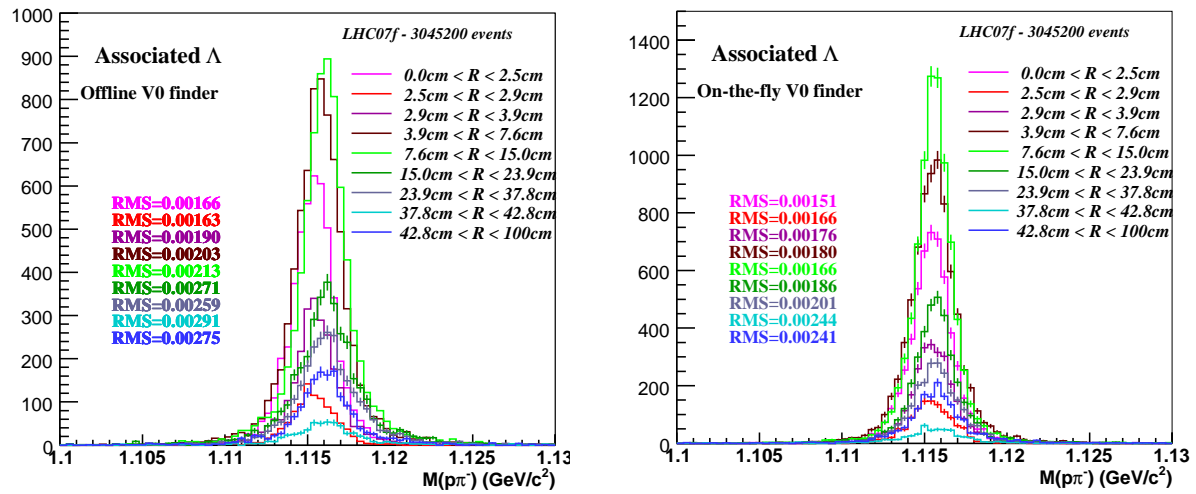 LHC07f - 3045200 events
Associated Λ
Offline V0 finder
0.0cm < R < 2.5cm
2.5cm < R < 2.9cm
2.9cm < R < 3.9cm
3.9cm < R < 7.6cm
7.6cm < R < 15.0cm
15.0cm < R < 23.9cm
23.9cm < R < 37.8cm
37.8cm < R < 42.8cm
42.8cm < R < 100cm
RMS=0.00166
RMS=0.00163
RMS=0.00190
RMS=0.00203
RMS=0.00213
RMS=0.00271
RMS=0.00259
RMS=0.00291
RMS=0.00275
1000
900
800
700
600
500
400
300
200
100
0
1.1 1.105 1.11 1.115 1.12 1.125 1.13
M(pπ⁻) (GeV/c²)
LHC07f - 3045200 events
Associated Λ
On-the-fly V0 finder
0.0cm < R < 2.5cm
2.5cm < R < 2.9cm
2.9cm < R < 3.9cm
3.9cm < R < 7.6cm
7.6cm < R < 15.0cm
15.0cm < R < 23.9cm
23.9cm < R < 37.8cm
37.8cm < R < 42.8cm
42.8cm < R < 100cm
RMS=0.00151
RMS=0.00166
RMS=0.00176
RMS=0.00180
RMS=0.00166
RMS=0.00186
RMS=0.00201
RMS=0.00244
RMS=0.00241
1400
1200
1000
800
600
400
200
0
1.1 1.105 1.11 1.115 1.12 1.125 1.13
M(pπ⁻) (GeV/c²)